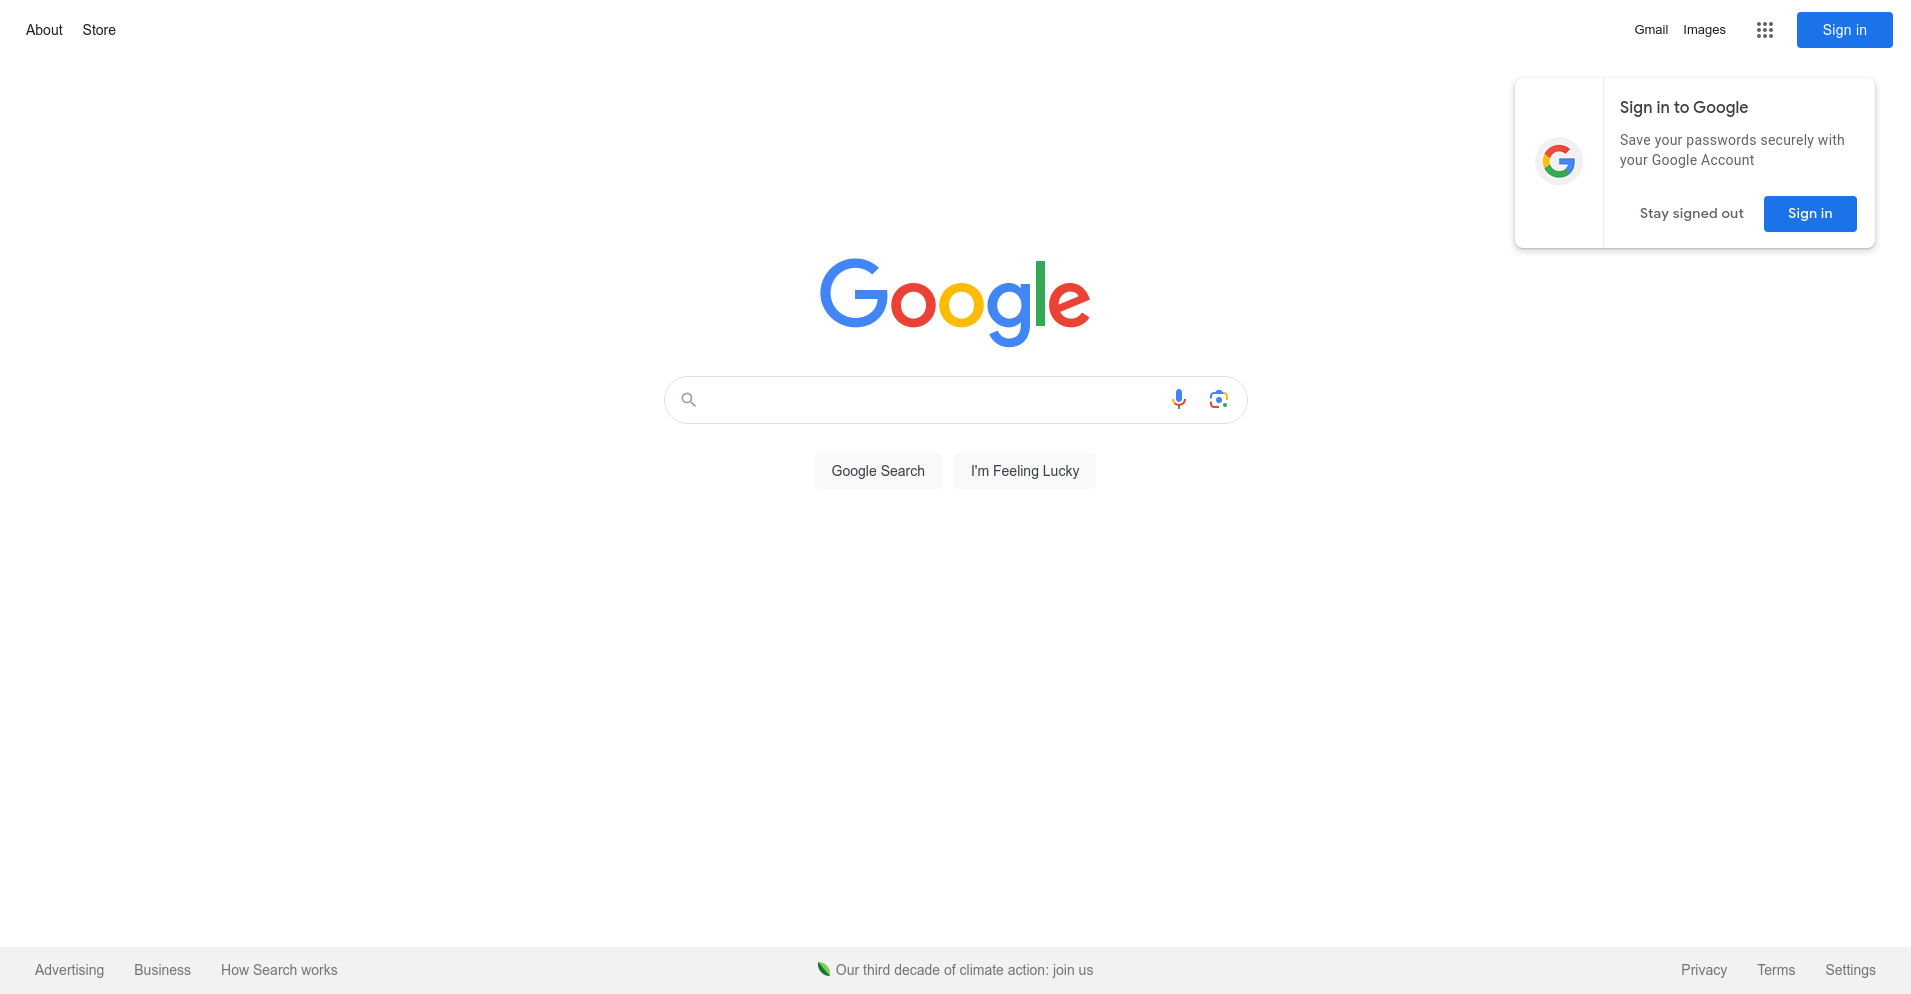 About Store
Gmail Images Sign in
Sign in to Google
Save your passwords securely with
your Google Account
Stay signed out Sign in
Google
Google Search I'm Feeling Lucky
Advertising Business How Search works
Our third decade of climate action: join us
Privacy Terms Settings